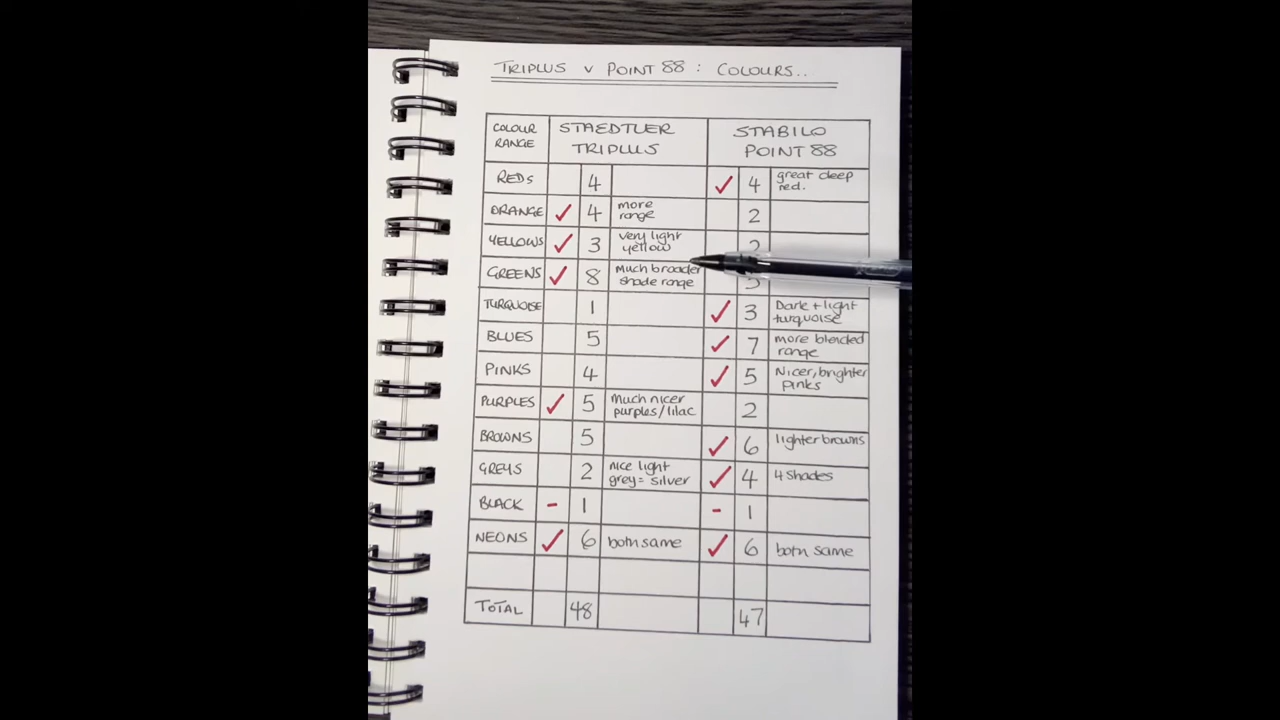 TRIPLUS v POINT 88 : COLOURS..
COLOUR RANGE STAEDTLER TRIPLUS STABILO POINT 88
REDS 4 ✓ 4 great deep red.
ORANGE ✓ 4 more range 2
YELLOWS ✓ 3 very light yellow
GREENS ✓ 8 Much broader shade range
TURQUOISE 1 ✓ 3 Dark + light turquoise
BLUES 5 ✓ 7 more blended range
PINKS 4 ✓ 5 Nicer, brighter pinks
PURPLES ✓ 5 Much nicer purples/lilac 2
BROWNS 5 ✓ 6 lighter browns
GREYS 2 nice light grey = silver ✓ 4 4 shades
BLACK - 1 - 1
NEONS ✓ 6 both same ✓ 6 both same
TOTAL 48 47